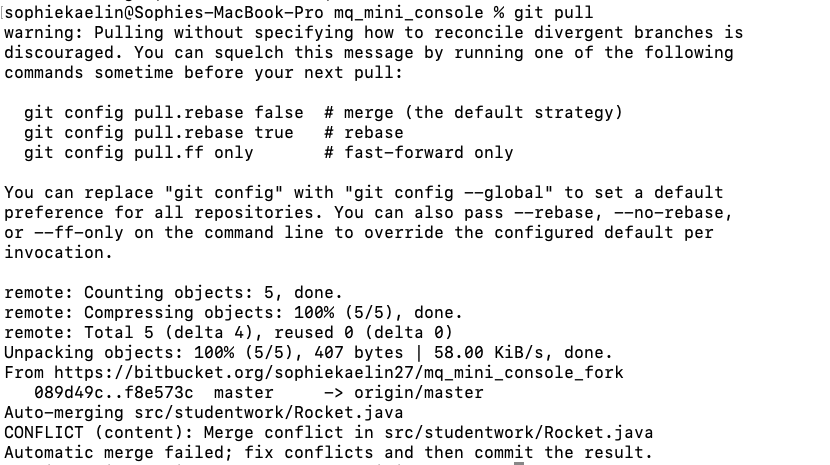 [sophiekaelin@Sophies-MacBook-Pro mq_mini_console % git pull
warning: Pulling without specifying how to reconcile divergent branches is
discouraged. You can squelch this message by running one of the following
commands sometime before your next pull:

  git config pull.rebase false  # merge (the default strategy)
  git config pull.rebase true   # rebase
  git config pull.ff only       # fast-forward only

You can replace "git config" with "git config --global" to set a default
preference for all repositories. You can also pass --rebase, --no-rebase,
or --ff-only on the command line to override the configured default per
invocation.

remote: Counting objects: 5, done.
remote: Compressing objects: 100% (5/5), done.
remote: Total 5 (delta 4), reused 0 (delta 0)
Unpacking objects: 100% (5/5), 407 bytes | 58.00 KiB/s, done.
From https://bitbucket.org/sophiekaelin27/mq_mini_console_fork
   089d49c..f8e573c  master     -> origin/master
Auto-merging src/studentwork/Rocket.java
CONFLICT (content): Merge conflict in src/studentwork/Rocket.java
Automatic merge failed; fix conflicts and then commit the result.